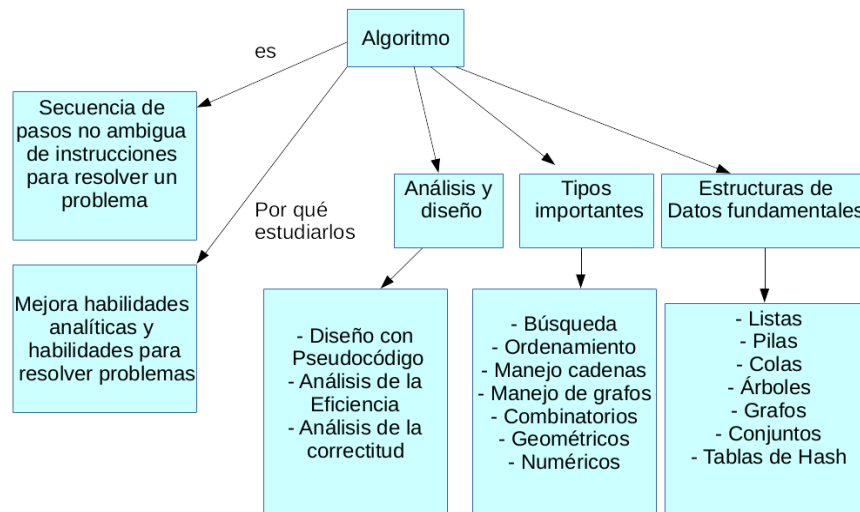 Algoritmo
es
Secuencia de
pasos no ambigua
de instrucciones
para resolver un
problema
Por qué
estudiarlos
Mejora habilidades
analíticas y
habilidades para
resolver problemas
Análisis y
diseño
- Diseño con
Pseudocódigo
- Análisis de la
Eficiencia
- Análisis de la
correctitud
Tipos
importantes
- Búsqueda
- Ordenamiento
- Manejo cadenas
- Manejo de grafos
- Combinatorios
- Geométricos
- Numéricos
Estructuras de
Datos fundamentales
- Listas
- Pilas
- Colas
- Árboles
- Grafos
- Conjuntos
- Tablas de Hash